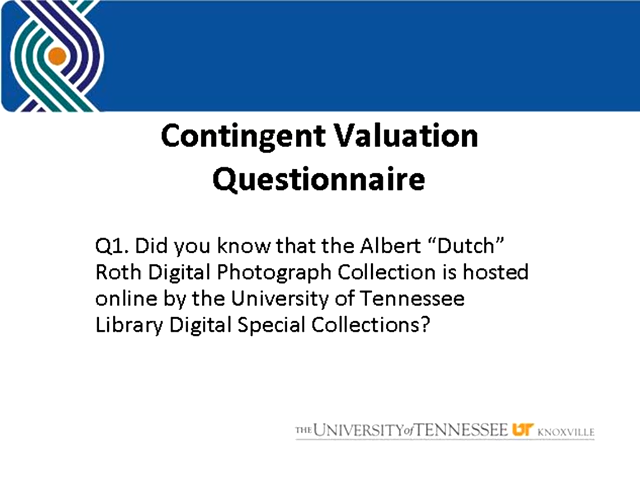 Contingent Valuation
Questionnaire
Q1. Did you know that the Albert “Dutch”
Roth Digital Photograph Collection is hosted
online by the University of Tennessee
Library Digital Special Collections?
THE UNIVERSITY of TENNESSEE UT KNOXVILLE